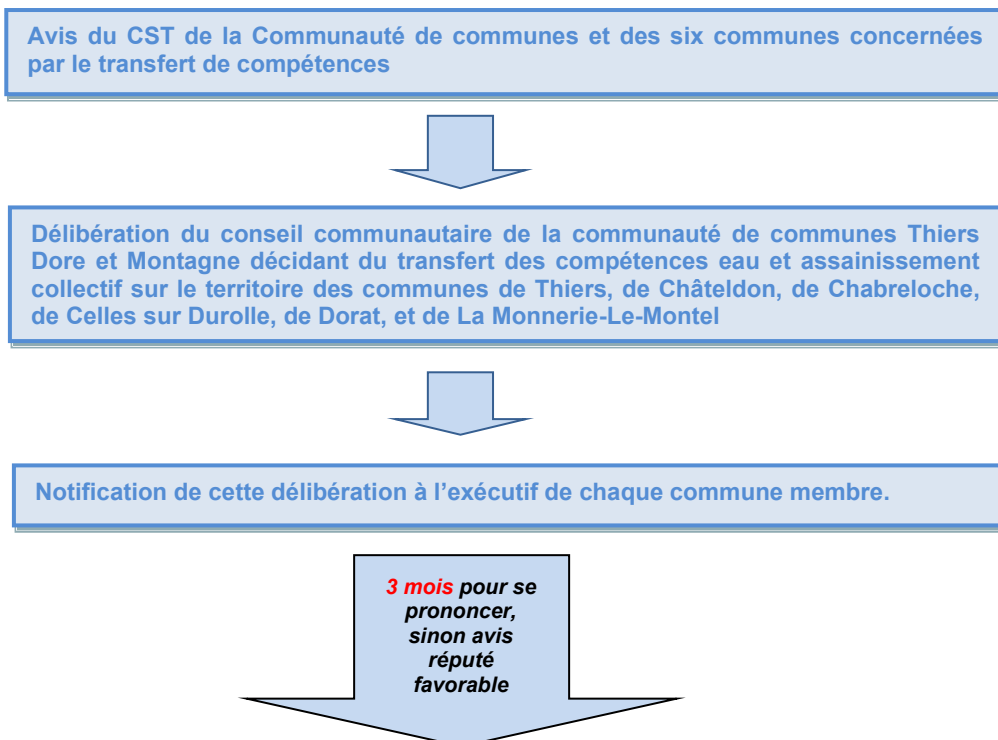 Avis du CST de la Communauté de communes et des six communes concernées
par le transfert de compétences
Délibération du conseil communautaire de la communauté de communes Thiers
Dore et Montagne décidant du transfert des compétences eau et assainissement
collectif sur le territoire des communes de Thiers, de Châteldon, de Chabreloche,
de Celles sur Durolle, de Dorat, et de La Monnerie-Le-Montel
Notification de cette délibération à l’exécutif de chaque commune membre.
3 mois pour se
prononcer,
sinon avis
réputé
favorable